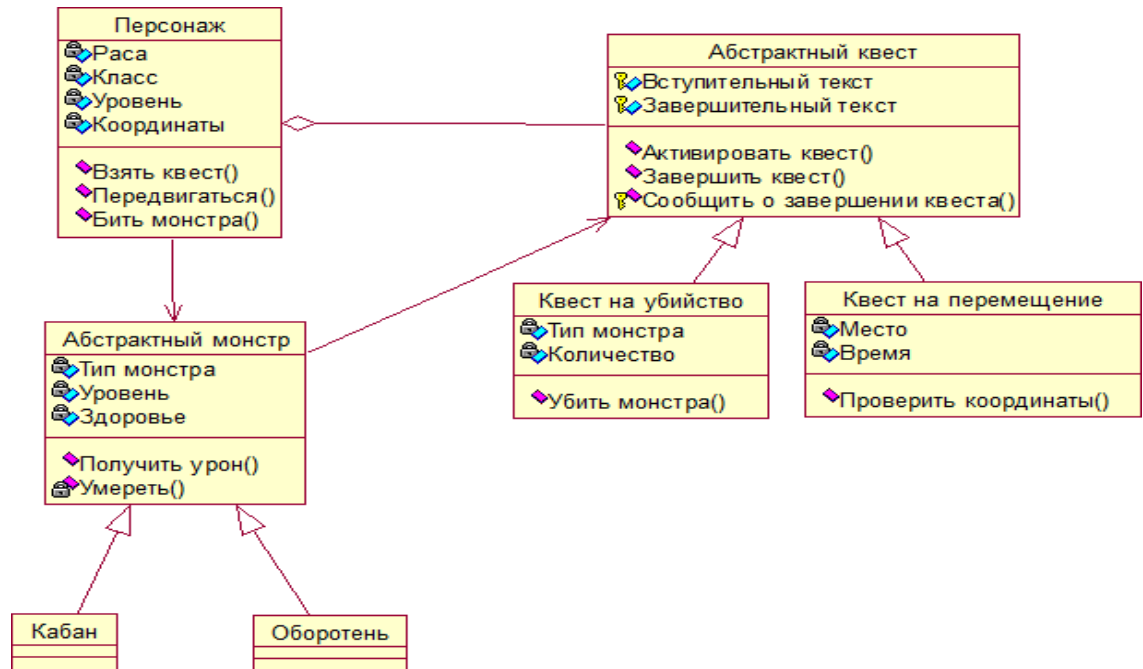 Персонаж
Раса
Класс
Уровень
Координаты
Взять квест()
Передвигаться()
Бить монстра()
Абстрактный квест
Вступительный текст
Завершительный текст
Активировать квест()
Завершить квест()
Сообщить о завершении квеста()
Абстрактный монстр
Тип монстра
Уровень
Здоровье
Получить урон()
Умереть()
Квест на убийство
Тип монстра
Количество
Убить монстра()
Квест на перемещение
Место
Время
Проверить координаты()
Кабан
Оборотень